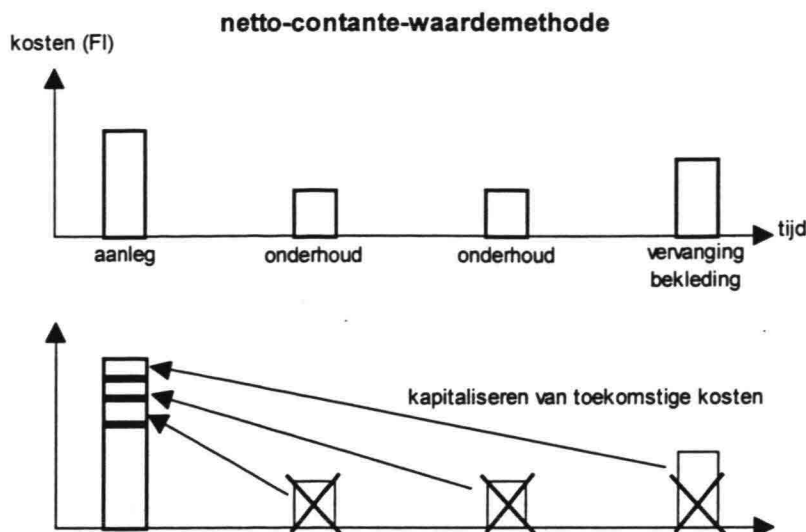 netto-contante-waardemethode
kosten (Fl)
tijd
aanleg
onderhoud
onderhoud
vervanging
bekleding
kapitaliseren van toekomstige kosten